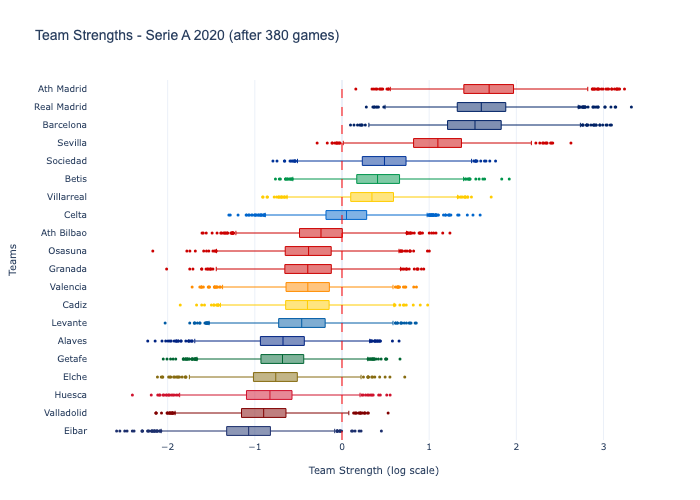 Team Strengths - Serie A 2020 (after 380 games)
Ath Madrid
Real Madrid
Barcelona
Sevilla
Sociedad
Betis
Villarreal
Celta
Ath Bilbao
Osasuna
Granada
Valencia
Cadiz
Levante
Alaves
Getafe
Elche
Huesca
Valladolid
Eibar
Teams
−2 −1 0 1 2 3
Team Strength (log scale)